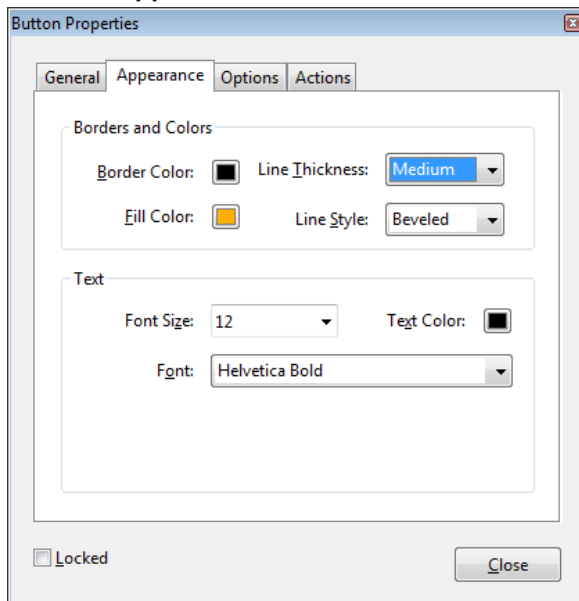 Button Properties
General Appearance Options Actions
Borders and Colors
Border Color: Line Thickness: Medium
Fill Color: Line Style: Beveled
Text
Font Size: 12 Text Color:
Font: Helvetica Bold
Locked
Close